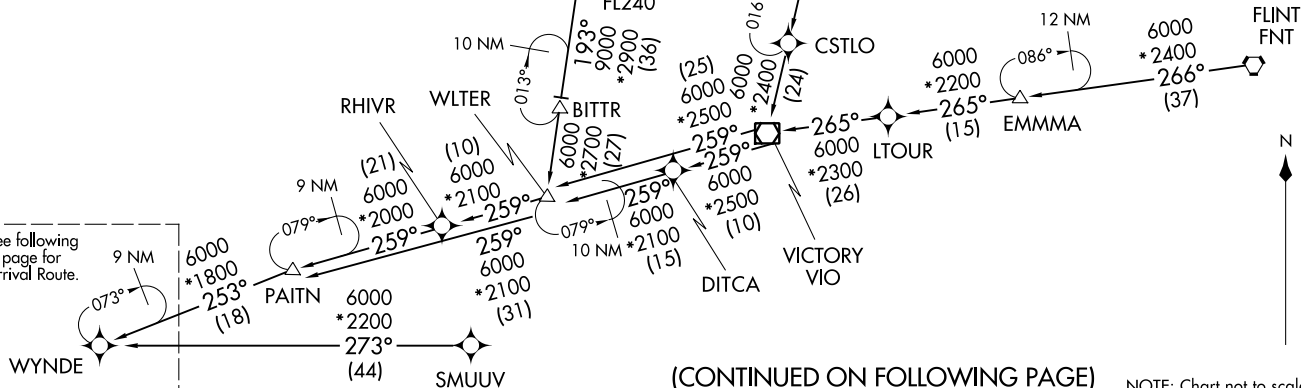 FL240
193°
9000
*2900
(36)
10 NM
013°
BITTR
6000
*2700
(27)
016
CSTLO
6000
*2400
(24)
FLINT
FNT
6000
*2400
266°
(37)
12 NM
086°
EMMMA
6000
*2200
265°
(15)
LTOUR
265°
6000
*2300
(26)
VICTORY
VIO
(25)
6000
*2500
259°
259°
6000
*2500
(10)
DITCA
259°
6000
*2100
(15)
079°
10 NM
WLTER
RHIVR
(10)
6000
*2100
259°
259°
6000
*2100
(31)
(21)
6000
*2000
259°
9 NM
079°
PAITN
6000
*1800
253°
(18)
9 NM
073°
WYNDE
6000
*2200
273°
(44)
SMUUV
ee following
page for
rrival Route.
N
(CONTINUED ON FOLLOWING PAGE)
NOTE: Chart not to scale